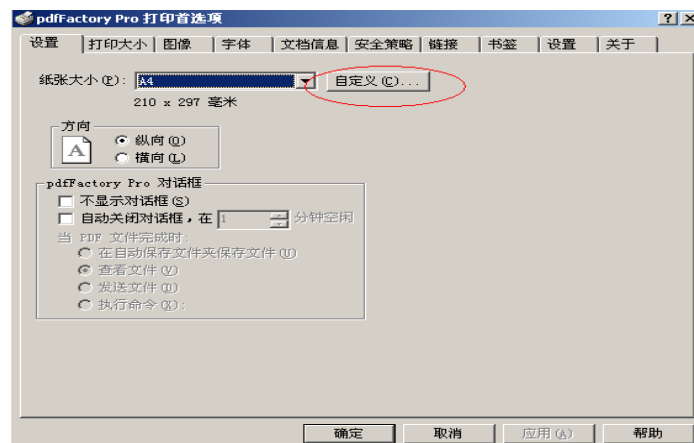 pdfFactory Pro 打印首选项
设置 打印大小 图像 字体 文档信息 安全策略 链接 书签 设置 关于
纸张大小(P): A4 自定义(C)...
210 x 297 毫米
方向
A 纵向(O)
横向(L)
pdfFactory Pro 对话框
不显示对话框(S)
自动关闭对话框，在 1 分钟空闲
当 PDF 文件完成时:
在自动保存文件夹保存文件(U)
查看文件(V)
发送文件(D)
执行命令(X):
确定 取消 应用(A) 帮助